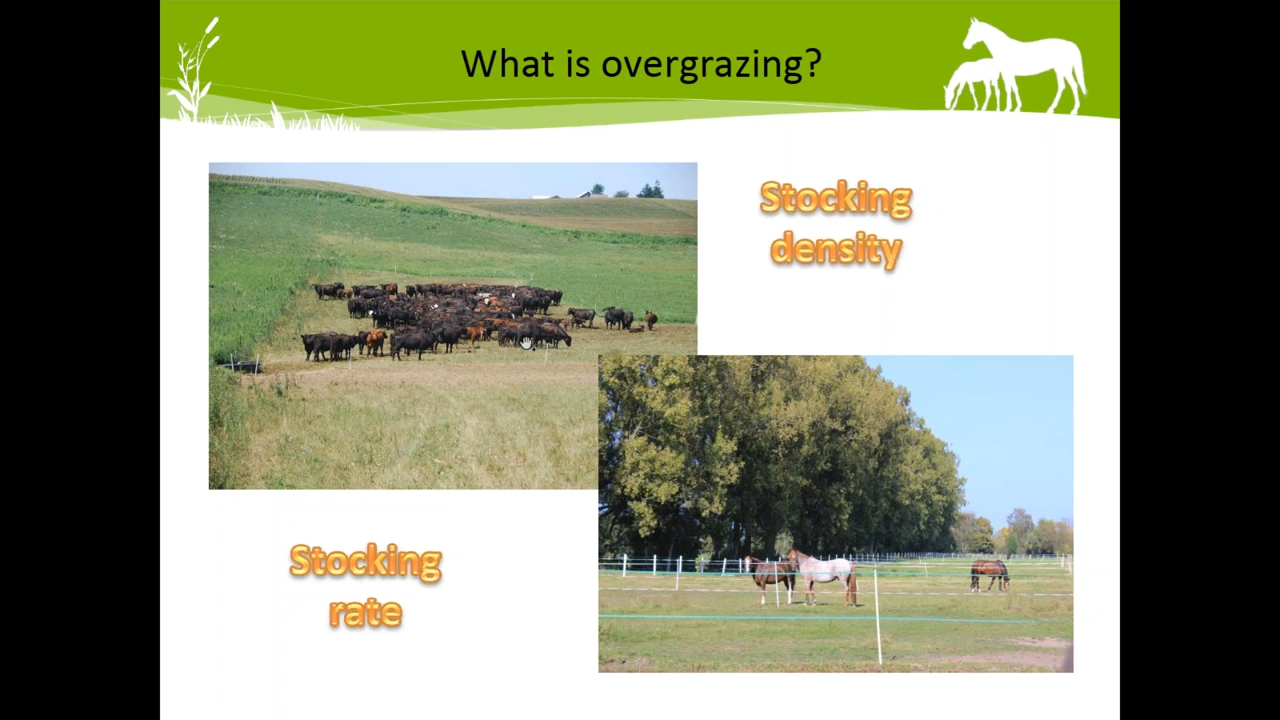 What is overgrazing?
Stocking
density
Stocking
rate